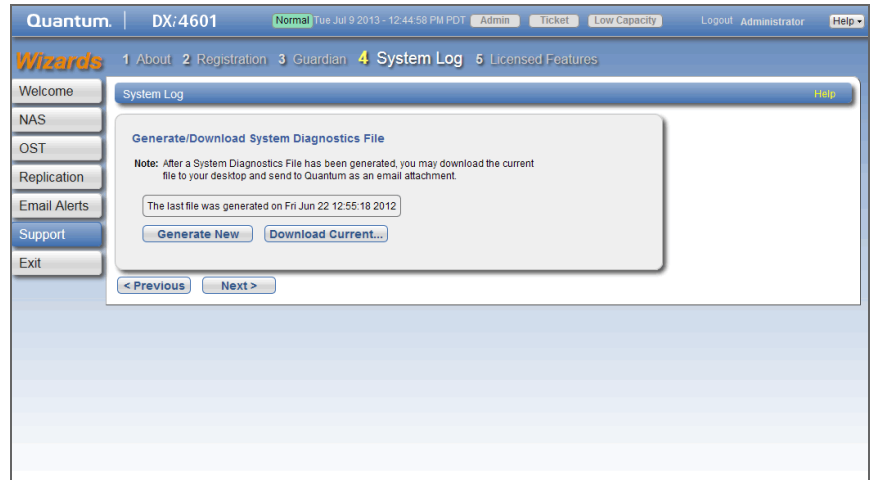 Quantum. DXi4601 Normal Tue Jul 9 2013 - 12:44:58 PM PDT Admin Ticket Low Capacity Logout Administrator Help
Wizards 1 About 2 Registration 3 Guardian 4 System Log 5 Licensed Features
Welcome
NAS
OST
Replication
Email Alerts
Support
Exit
System Log Help
Generate/Download System Diagnostics File
Note: After a System Diagnostics File has been generated, you may download the current
file to your desktop and send to Quantum as an email attachment.
The last file was generated on Fri Jun 22 12:55:18 2012
Generate New Download Current...
< Previous Next >